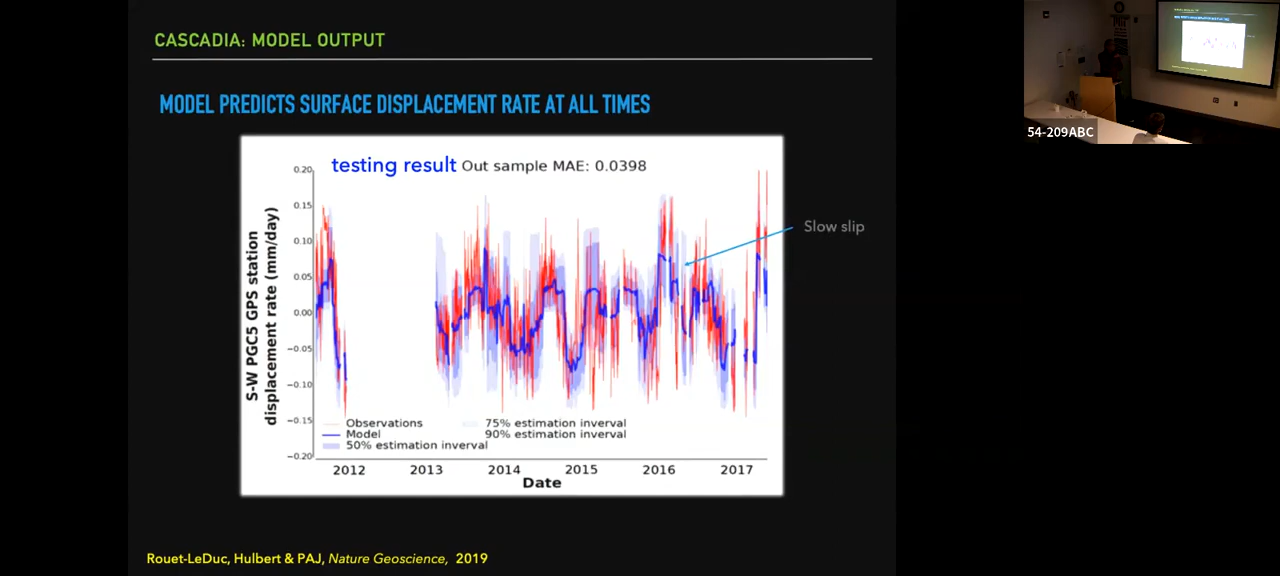 CASCADIA: MODEL OUTPUT
MODEL PREDICTS SURFACE DISPLACEMENT RATE AT ALL TIMES
testing result Out sample MAE: 0.0398
0.20
0.15
0.10
0.05
0.00
−0.05
−0.10
−0.15
−0.20
S-W PGC5 GPS station
displacement rate (mm/day)
Observations
Model
50% estimation inverval
75% estimation inverval
90% estimation inverval
2012 2013 2014 2015 2016 2017
Date
Slow slip
Rouet-LeDuc, Hulbert & PAJ, Nature Geoscience, 2019
54-209ABC